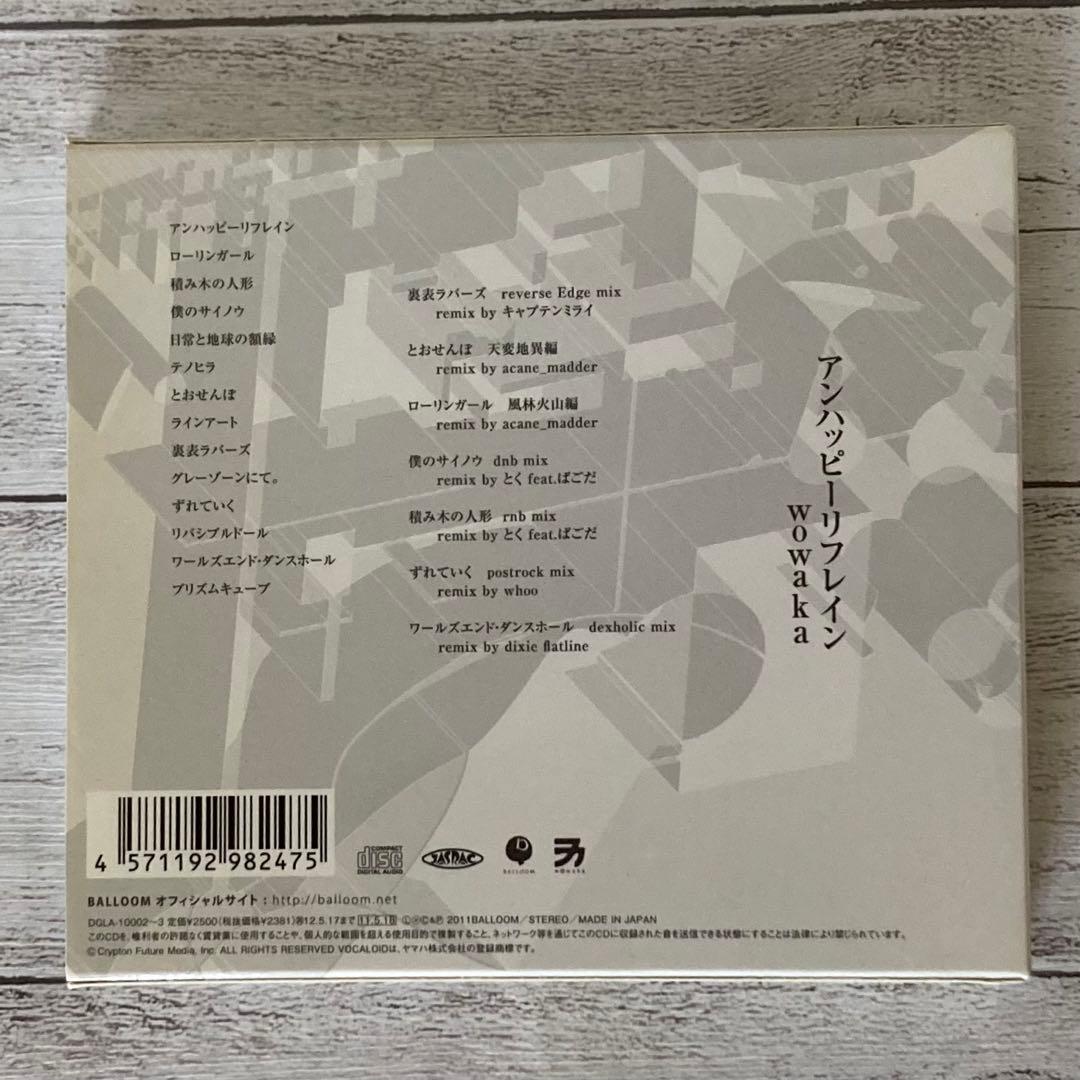 アンハッピーリフレイン
ローリンガール
積み木の人形
僕のサイノウ
日常と地球の額縁
テノヒラ
とおせんぼ
ラインアート
裏表ラバーズ
グレーゾーンにて。
ずれていく
リバシブルドール
ワールズエンド・ダンスホール
プリズムキューブ
裏表ラバーズ reverse Edge mix
remix by キャプテンミライ
とおせんぼ 天変地異編
remix by acane_madder
ローリンガール 風林火山編
remix by acane_madder
僕のサイノウ dnb mix
remix by とく feat.ぱごだ
積み木の人形 rnb mix
remix by とく feat.ぱごだ
ずれていく postrock mix
remix by whoo
ワールズエンド・ダンスホール dexholic mix
remix by dixie flatline
アンハッピーリフレイン
wowaka
4 571192 982475
COMPACT
disc
DIGITAL AUDIO
JASRAC
BALLOOM
wowaka
BALLOOM オフィシャルサイト : http://balloom.net
DGLA-10002〜3 定価¥2500(税抜価格¥2381)再12.5.17まで 11.5.18 Ⓛ Ⓒ&Ⓟ 2011BALLOOM/STEREO/MADE IN JAPAN
このCDを、権利者の許諾なく賃貸業に使用することや、個人的な範囲を超える使用目的で複製すること、ネットワーク等を通じてこのCDに収録された音を送信できる状態にすることは法律により禁じられています。
© Crypton Future Media, Inc. ALL RIGHTS RESERVED VOCALOIDは、ヤマハ株式会社の登録商標です。